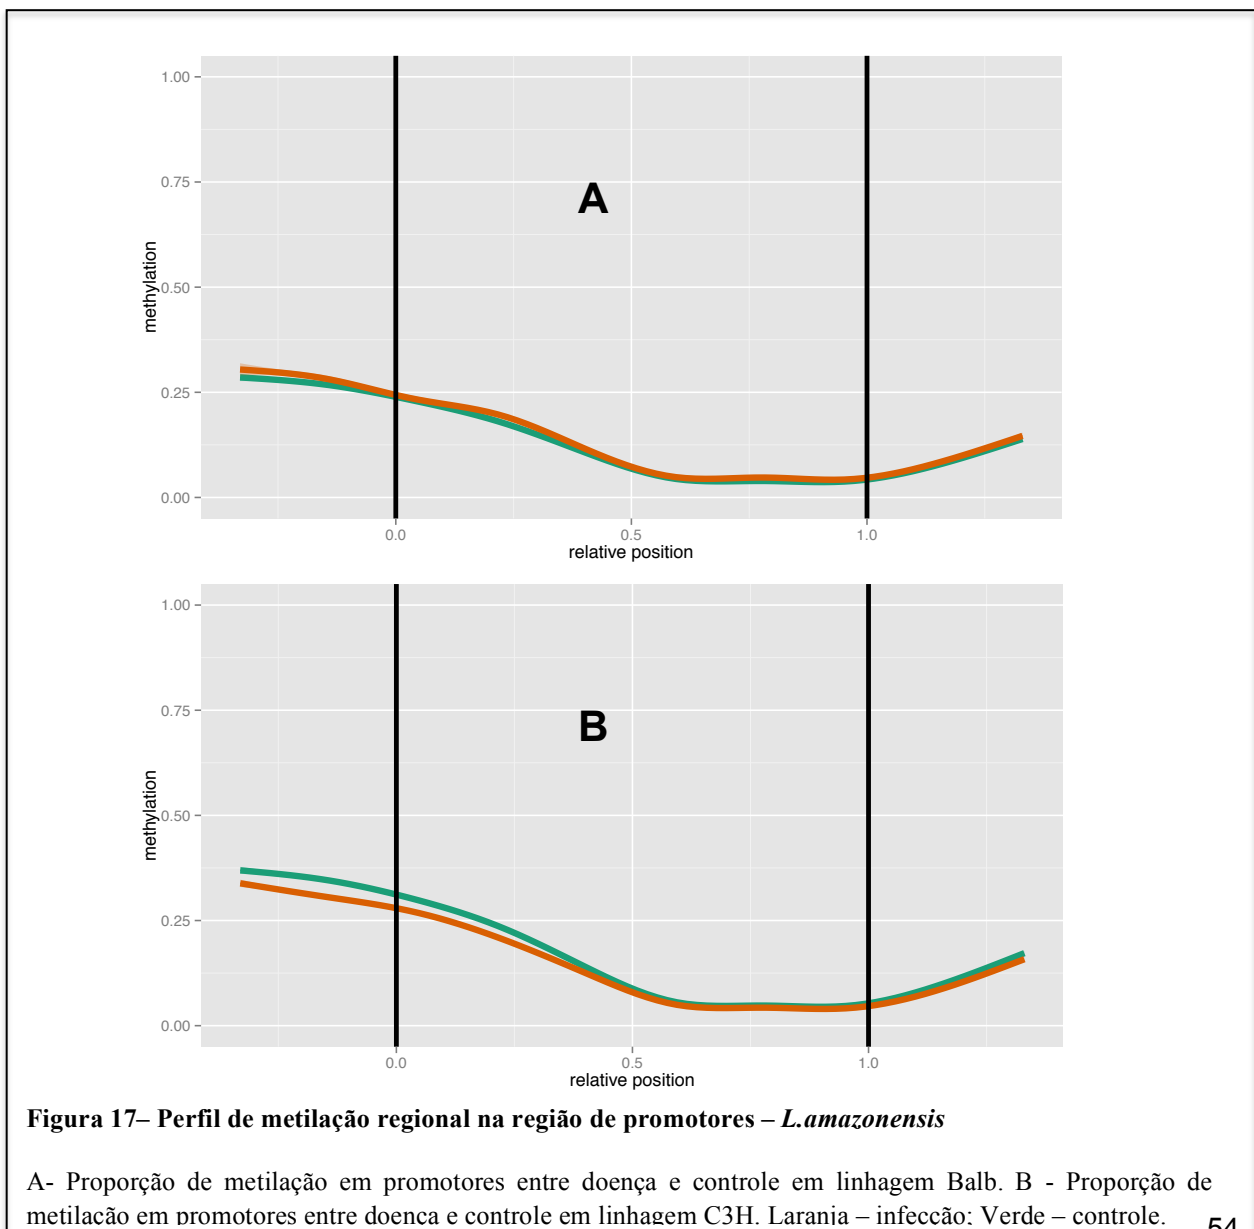 1.00
0.75
A
methylation
0.50
0.25
0.00
0.0 0.5 1.0
relative position
1.00
0.75
B
methylation
0.50
0.25
0.00
0.0 0.5 1.0
relative position
Figura 17– Perfil de metilação regional na região de promotores – L.amazonensis
A- Proporção de metilação em promotores entre doença e controle em linhagem Balb. B - Proporção de
metilação em promotores entre doença e controle em linhagem C3H. Laranja – infecção; Verde – controle.
54